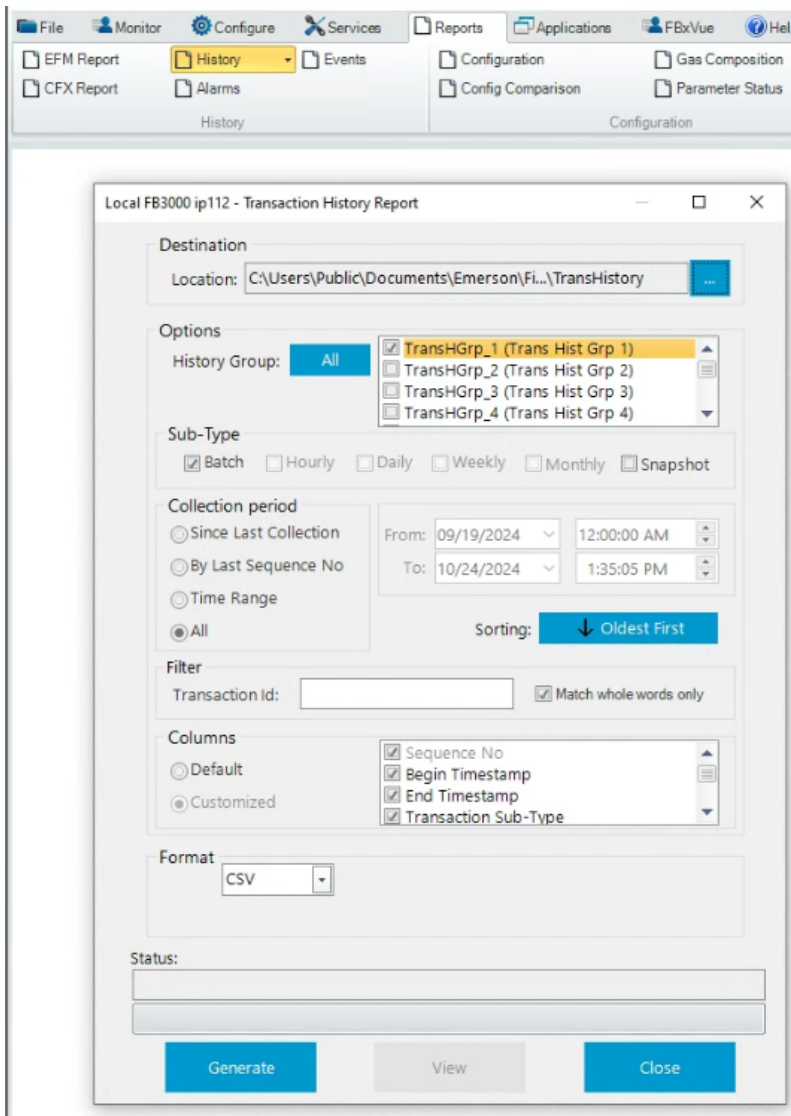 File Monitor Configure Services Reports Applications FBxVue Hel
EFM Report History Events Configuration Gas Composition
CFX Report Alarms Config Comparison Parameter Status
History Configuration
Local FB3000 ip112 - Transaction History Report
Destination
Location: C:\Users\Public\Documents\Emerson\Fi...\TransHistory ...
Options
History Group: All
TransHGrp_1 (Trans Hist Grp 1)
TransHGrp_2 (Trans Hist Grp 2)
TransHGrp_3 (Trans Hist Grp 3)
TransHGrp_4 (Trans Hist Grp 4)
Sub-Type
Batch Hourly Daily Weekly Monthly Snapshot
Collection period
Since Last Collection
By Last Sequence No
Time Range
All
From: 09/19/2024 12:00:00 AM
To: 10/24/2024 1:35:05 PM
Sorting: Oldest First
Filter
Transaction Id: Match whole words only
Columns
Default
Customized
Sequence No
Begin Timestamp
End Timestamp
Transaction Sub-Type
Format
CSV
Status:
Generate View Close